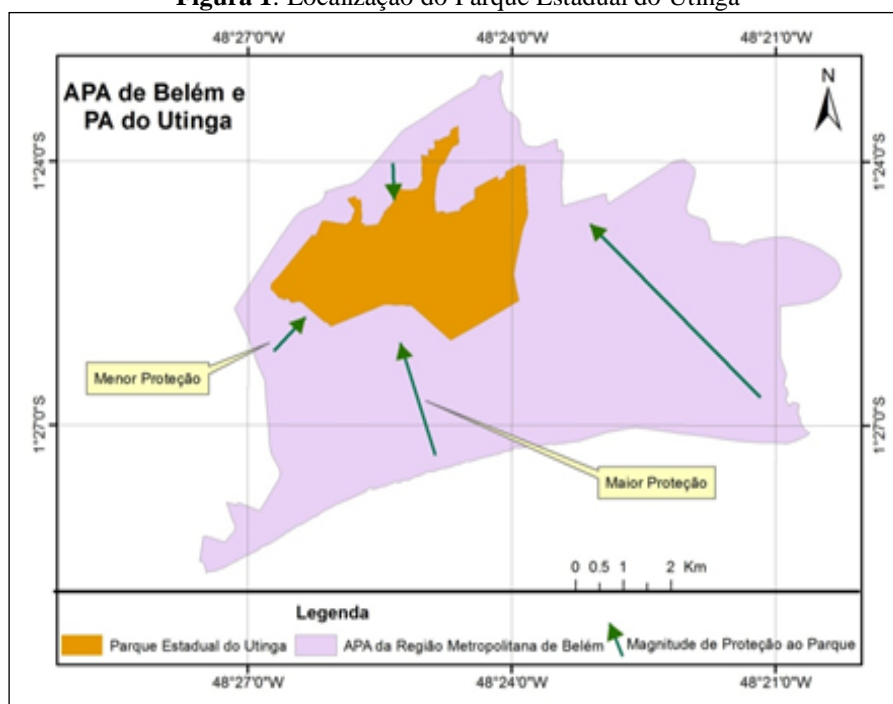 Figura 1: Localização do Parque Estadual do Utinga
48°27'0"W 48°24'0"W 48°21'0"W
APA de Belém e
PA do Utinga
N
1°24'0"S 1°24'0"S
Menor Proteção
1°27'0"S 1°27'0"S
Maior Proteção
0 0.5 1 2 Km
Legenda
Parque Estadual do Utinga APA da Região Metropolitana de Belém Magnitude de Proteção ao Parque
48°27'0"W 48°24'0"W 48°21'0"W